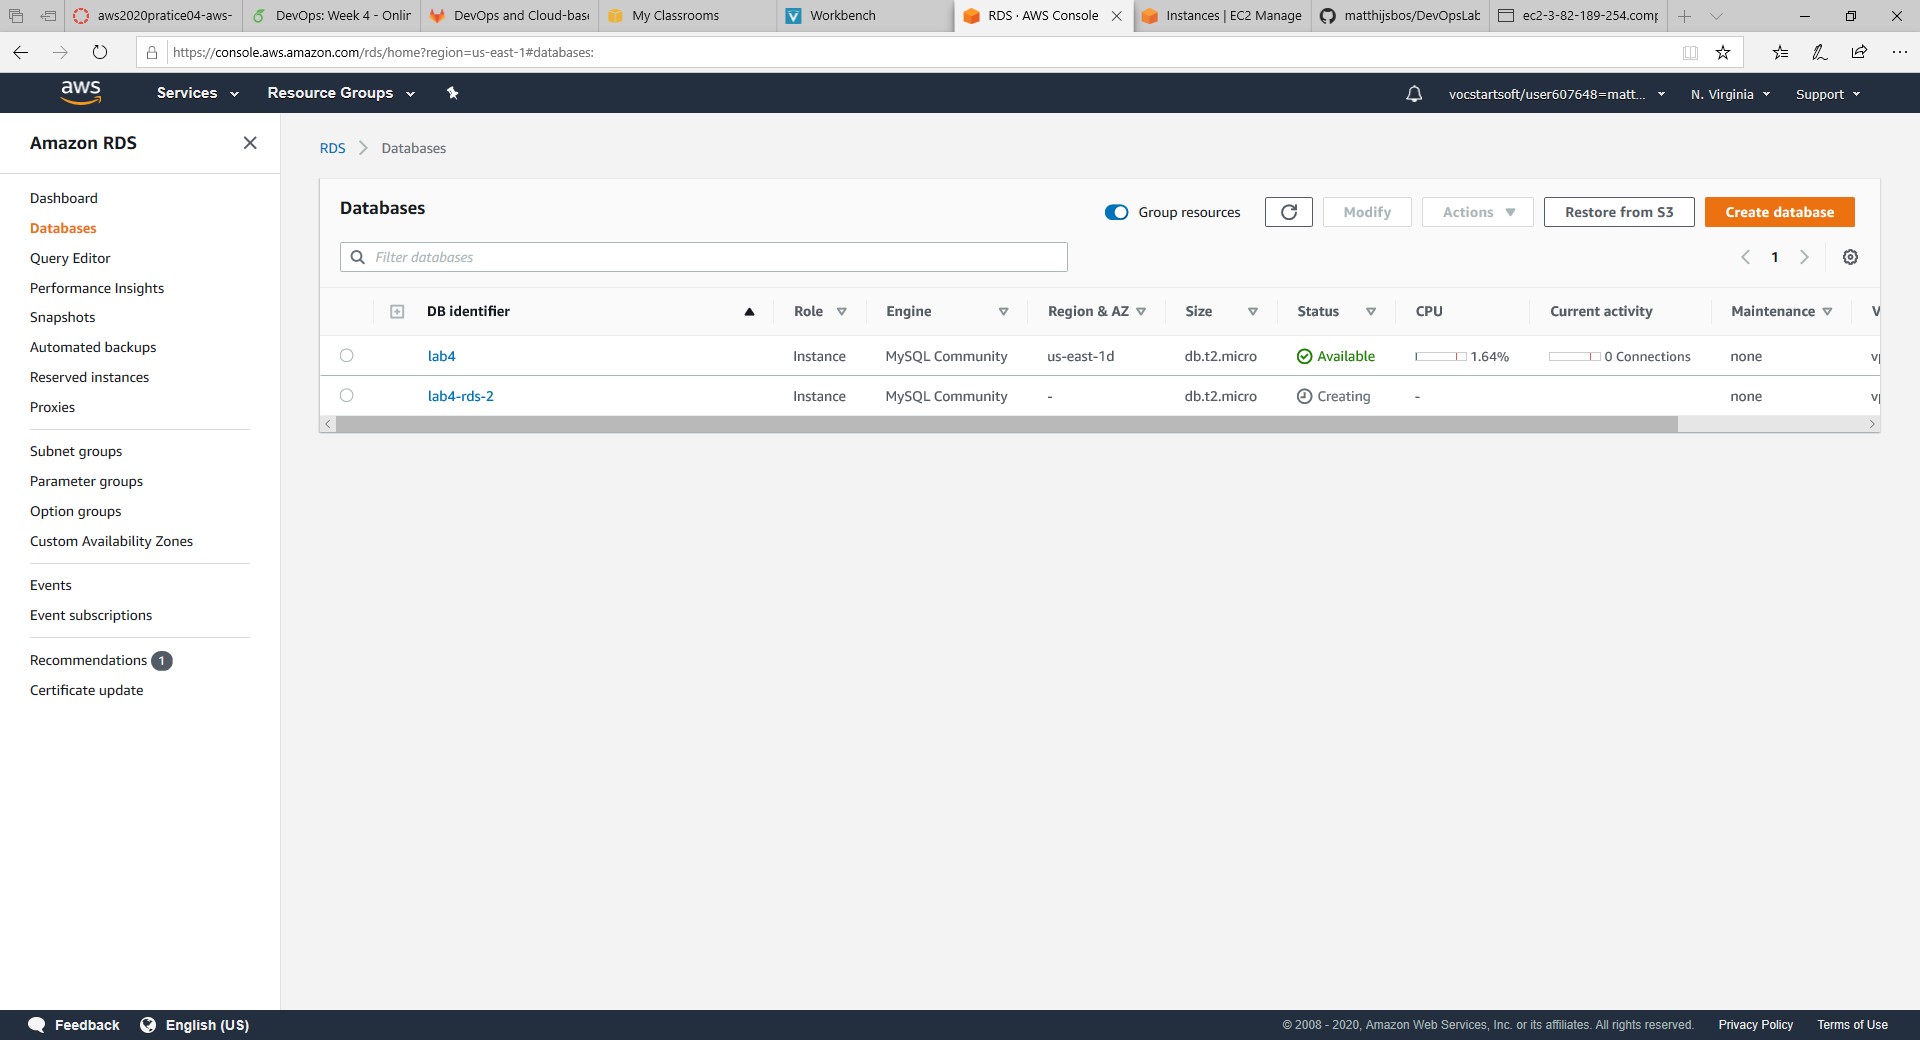 aws2020pratice04-aws-
DevOps: Week 4 - Onlir
DevOps and Cloud-base
My Classrooms
Workbench
RDS · AWS Console
Instances | EC2 Manage
matthijsbos/DevOpsLab
ec2-3-82-189-254.comp
https://console.aws.amazon.com/rds/home?region=us-east-1#databases:
aws
Services
Resource Groups
vocstartsoft/user607648=matt...
N. Virginia
Support
Amazon RDS
Dashboard
Databases
Query Editor
Performance Insights
Snapshots
Automated backups
Reserved instances
Proxies
Subnet groups
Parameter groups
Option groups
Custom Availability Zones
Events
Event subscriptions
Recommendations 1
Certificate update
RDS > Databases
Databases
Group resources
Modify
Actions
Restore from S3
Create database
Filter databases
1
DB identifier Role Engine Region & AZ Size Status CPU Current activity Maintenance V
lab4 Instance MySQL Community us-east-1d db.t2.micro Available 1.64% 0 Connections none
lab4-rds-2 Instance MySQL Community - db.t2.micro Creating - none
Feedback
English (US)
© 2008 - 2020, Amazon Web Services, Inc. or its affiliates. All rights reserved.
Privacy Policy
Terms of Use